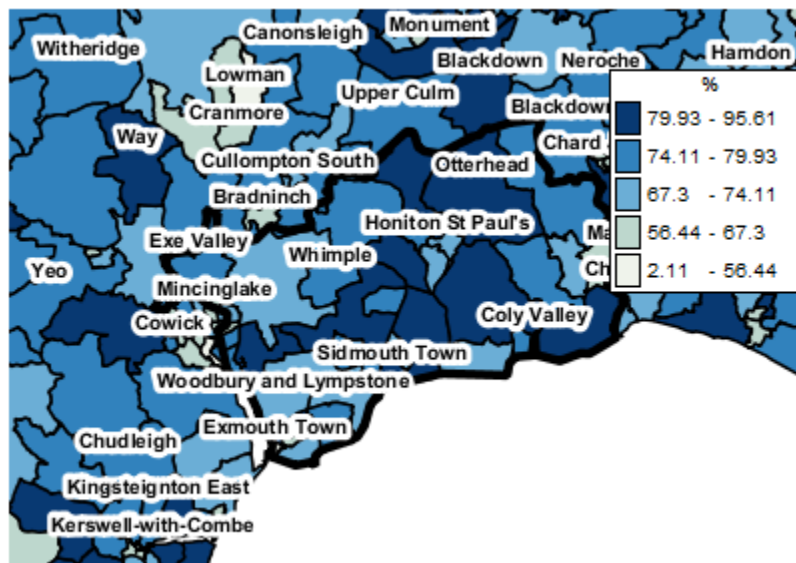 Canonsleigh
Monument
Witheridge
Blackdown
Neroche
Hamdon
Lowman
%
Upper Culm
Cranmore
Blackdown
79.93 - 95.61
Way
Chard
74.11 - 79.93
Cullompton South
Otterhead
67.3 - 74.11
Bradninch
Honiton St Paul's
56.44 - 67.3
Exe Valley
Whimple
2.11 - 56.44
Yeo
Mincinglake
Cowick
Coly Valley
Sidmouth Town
Woodbury and Lympstone
Exmouth Town
Chudleigh
Kingsteignton East
Kerswell-with-Combe